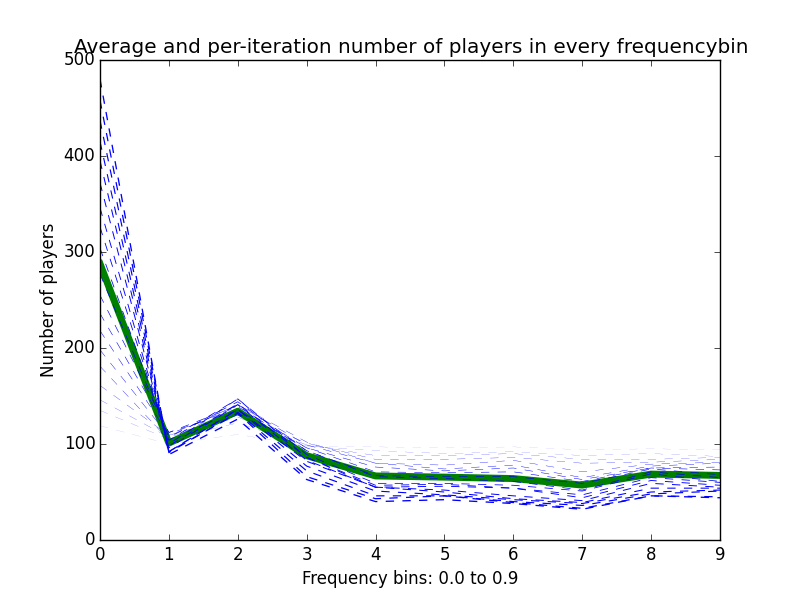 Average and per-iteration number of players in every frequencybin
500
400
300
200
100
0
Number of players
0 1 2 3 4 5 6 7 8 9
Frequency bins: 0.0 to 0.9